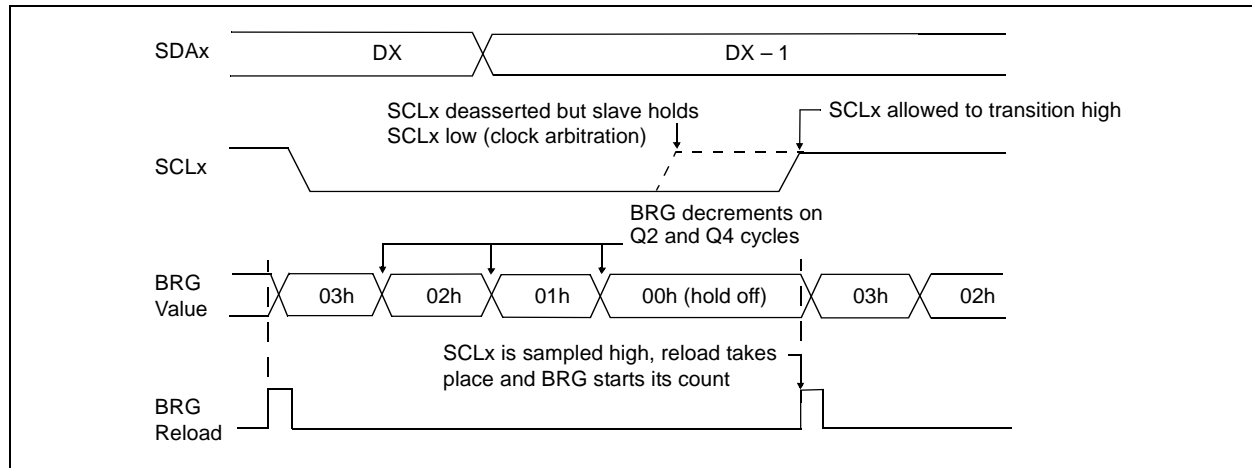 SDAx
DX
DX – 1
SCLx deasserted but slave holds
SCLx low (clock arbitration)
SCLx allowed to transition high
SCLx
BRG decrements on
Q2 and Q4 cycles
BRG
Value
03h
02h
01h
00h (hold off)
03h
02h
SCLx is sampled high, reload takes
place and BRG starts its count
BRG
Reload